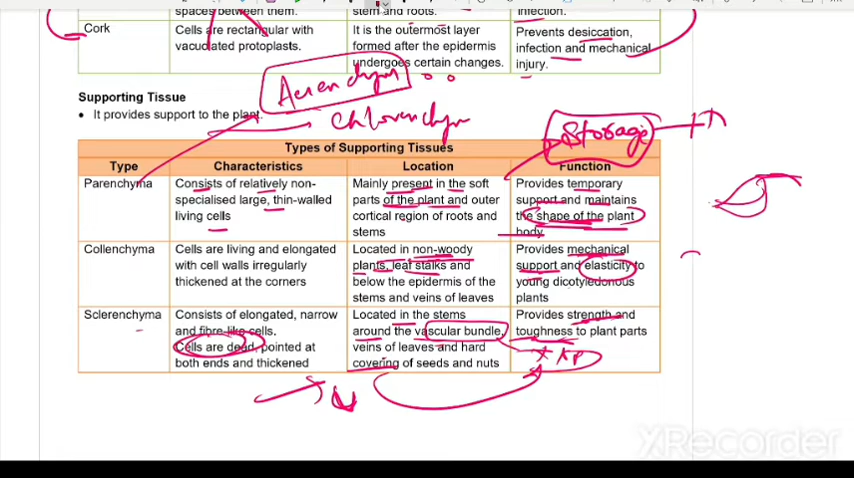 spaces between them.
stem and roots.
infection.
Cork
Cells are rectangular with
vacuolated protoplasts.
It is the outermost layer
formed after the epidermis
undergoes certain changes.
Prevents desiccation,
infection and mechanical
injury.
Aerenchym
Supporting Tissue
• It provides support to the plant.
Chlorenchym
Storage
Types of Supporting Tissues
Type
Characteristics
Location
Function
Parenchyma
Consists of relatively non-
specialised large, thin-walled
living cells
Mainly present in the soft
parts of the plant and outer
cortical region of roots and
stems
Provides temporary
support and maintains
the shape of the plant
body
Collenchyma
Cells are living and elongated
with cell walls irregularly
thickened at the corners
Located in non-woody
plants, leaf stalks and
below the epidermis of the
stems and veins of leaves
Provides mechanical
support and elasticity to
young dicotyledonous
plants
Sclerenchyma
Consists of elongated, narrow
and fibre-like cells.
Cells are dead, pointed at
both ends and thickened
Located in the stems
around the vascular bundle,
veins of leaves and hard
covering of seeds and nuts
Provides strength and
toughness to plant parts
XRecorder